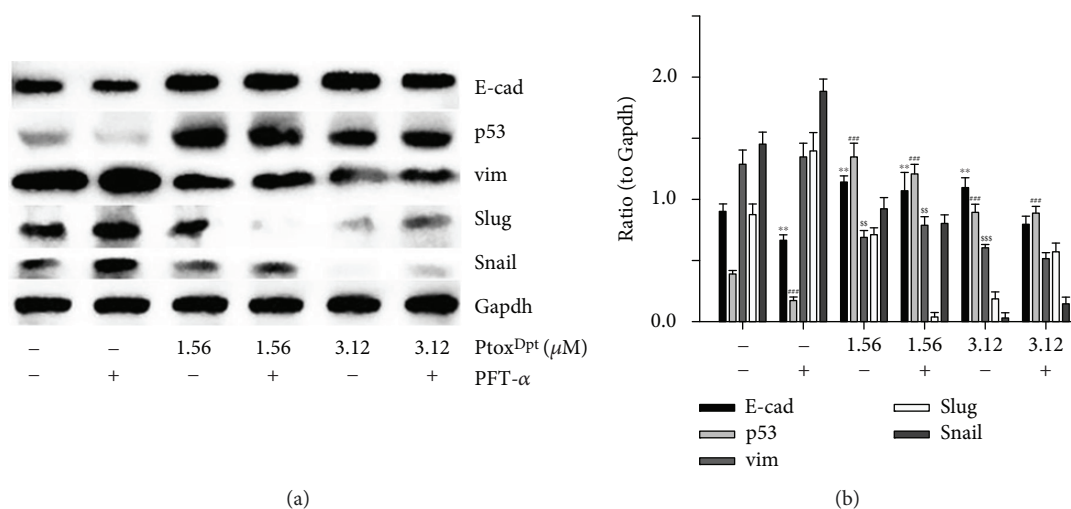 E-cad
p53
vim
Slug
Snail
Gapdh
– – 1.56 1.56 3.12 3.12 Ptox^Dpt (μM)
– + – + – + PFT-α
(a)
Ratio (to Gapdh)
2.0
1.0
0.0
** ### ** ### $$ ** ### $$ ** ### $$$ ###
– – 1.56 1.56 3.12 3.12
– + – + – +
E-cad Slug
p53 Snail
vim
(b)